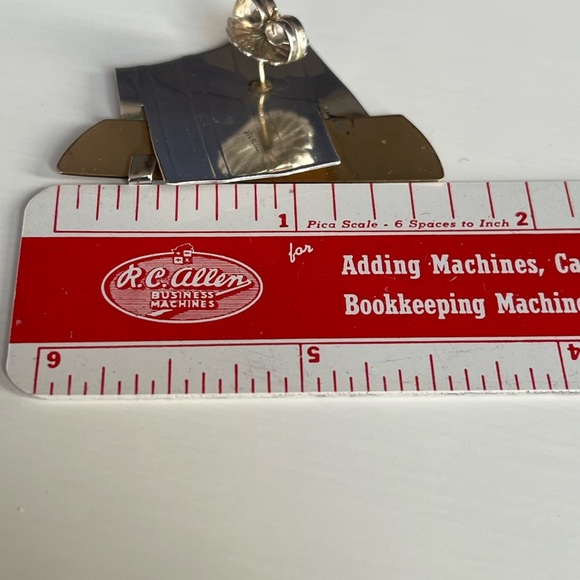 1 Pica Scale - 6 Spaces to Inch 2
for
R.C. Allen
BUSINESS
MACHINES
Adding Machines, Ca
Bookkeeping Machin
6 5 4